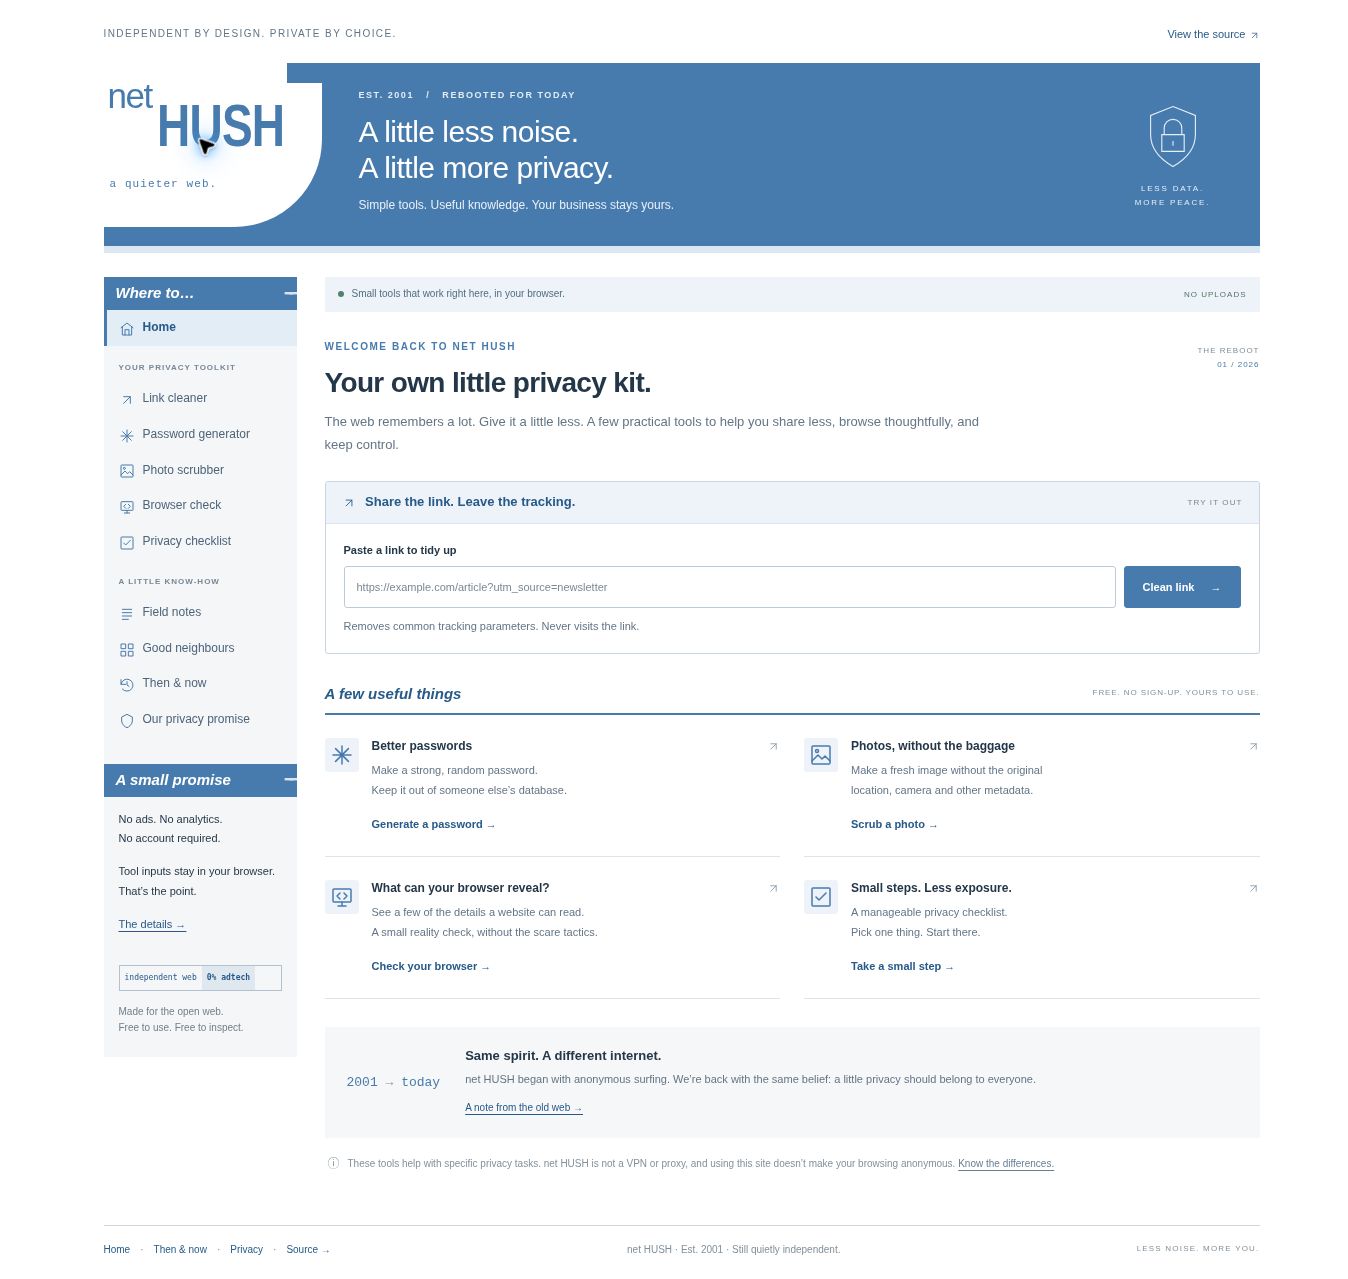 INDEPENDENT BY DESIGN. PRIVATE BY CHOICE.
View the source ↗
net
HUSH
a quieter web.
EST. 2001 / REBOOTED FOR TODAY
A little less noise.
A little more privacy.
Simple tools. Useful knowledge. Your business stays yours.
LESS DATA.
MORE PEACE.
Where to…
Home
YOUR PRIVACY TOOLKIT
Link cleaner
Password generator
Photo scrubber
Browser check
Privacy checklist
A LITTLE KNOW-HOW
Field notes
Good neighbours
Then & now
Our privacy promise
A small promise
No ads. No analytics.
No account required.
Tool inputs stay in your browser.
That’s the point.
The details →
independent web 0% adtech
Made for the open web.
Free to use. Free to inspect.
Small tools that work right here, in your browser.
NO UPLOADS
WELCOME BACK TO NET HUSH
THE REBOOT
01 / 2026
Your own little privacy kit.
The web remembers a lot. Give it a little less. A few practical tools to help you share less, browse thoughtfully, and
keep control.
Share the link. Leave the tracking.
TRY IT OUT
Paste a link to tidy up
https://example.com/article?utm_source=newsletter
Clean link →
Removes common tracking parameters. Never visits the link.
A few useful things
FREE. NO SIGN-UP. YOURS TO USE.
Better passwords
Make a strong, random password.
Keep it out of someone else’s database.
Generate a password →
Photos, without the baggage
Make a fresh image without the original
location, camera and other metadata.
Scrub a photo →
What can your browser reveal?
See a few of the details a website can read.
A small reality check, without the scare tactics.
Check your browser →
Small steps. Less exposure.
A manageable privacy checklist.
Pick one thing. Start there.
Take a small step →
2001 → today
Same spirit. A different internet.
net HUSH began with anonymous surfing. We’re back with the same belief: a little privacy should belong to everyone.
A note from the old web →
These tools help with specific privacy tasks. net HUSH is not a VPN or proxy, and using this site doesn’t make your browsing anonymous. Know the differences.
Home · Then & now · Privacy · Source →
net HUSH · Est. 2001 · Still quietly independent.
LESS NOISE. MORE YOU.